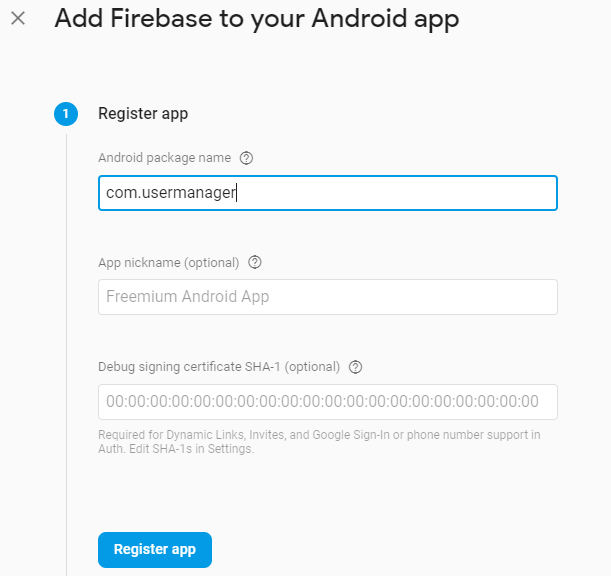 Add Firebase to your Android app
1 Register app
Android package name
com.usermanager
App nickname (optional)
Freemium Android App
Debug signing certificate SHA-1 (optional)
00:00:00:00:00:00:00:00:00:00:00:00:00:00:00:00:00:00:00:00
Required for Dynamic Links, Invites, and Google Sign-In or phone number support in
Auth. Edit SHA-1s in Settings.
Register app